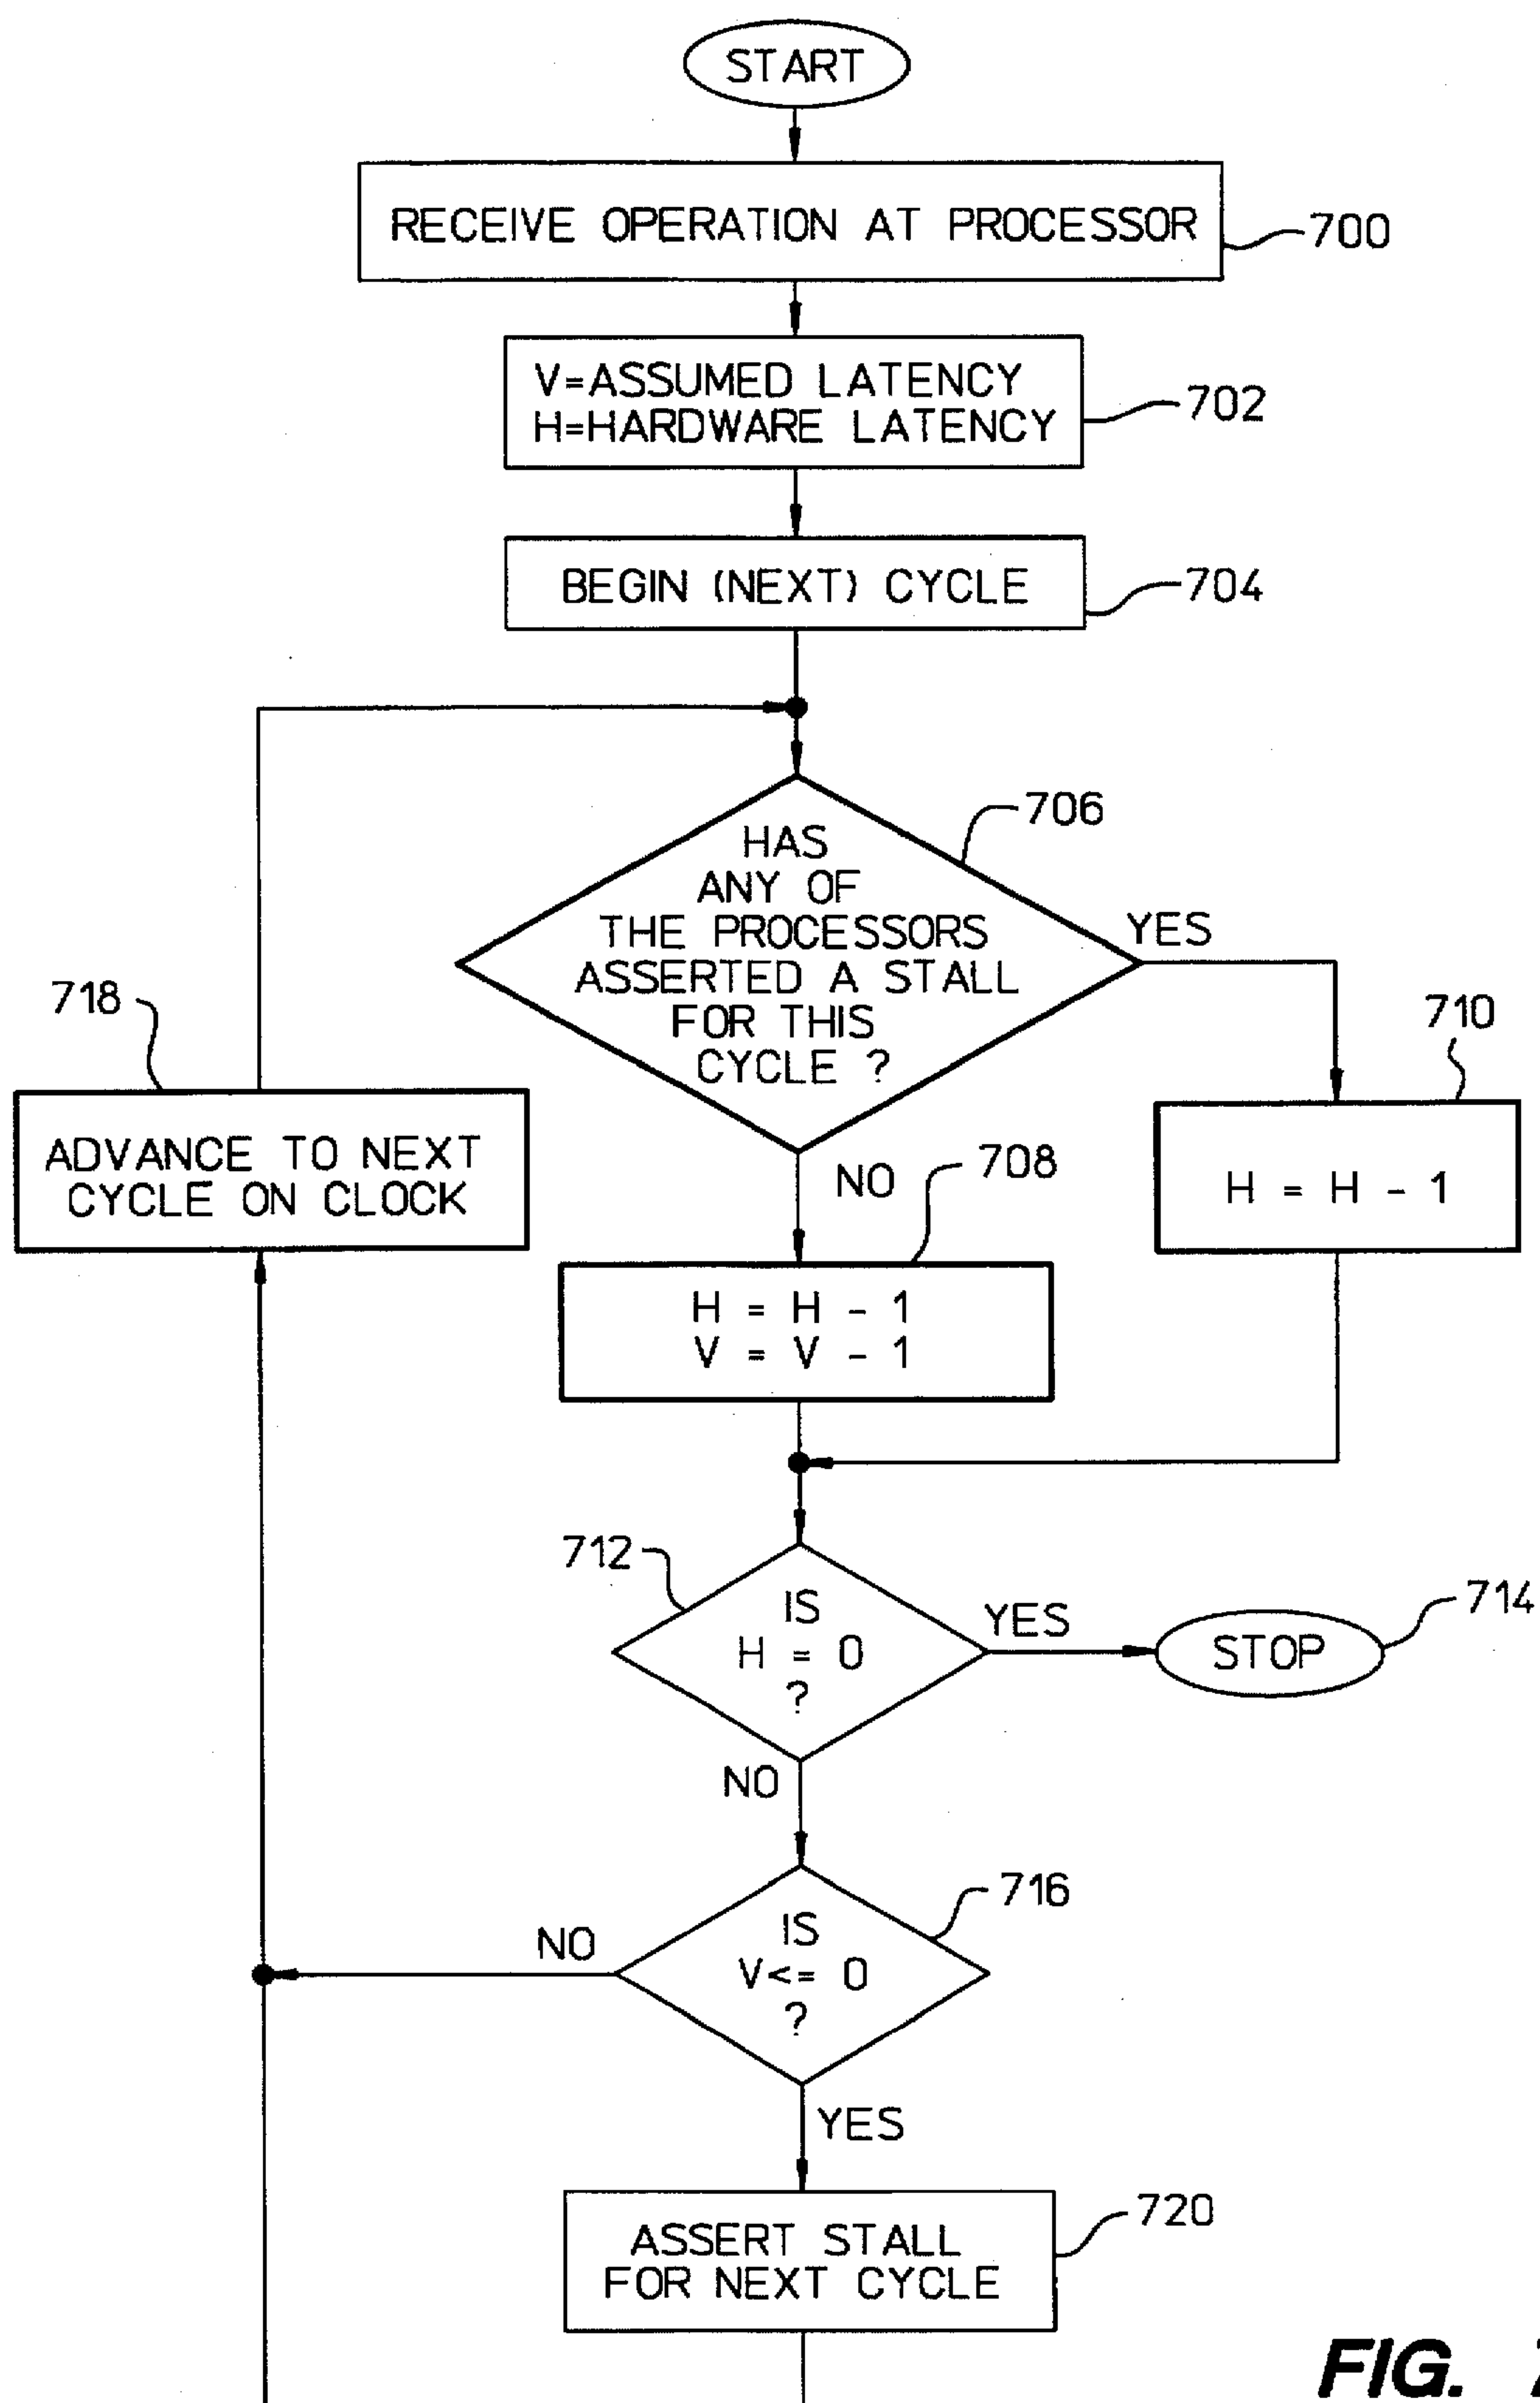 START
RECEIVE OPERATION AT PROCESSOR
700
V=ASSUMED LATENCY
H=HARDWARE LATENCY
702
BEGIN (NEXT) CYCLE
704
706
HAS
ANY OF
THE PROCESSORS
ASSERTED A STALL
FOR THIS
CYCLE ?
YES
718
710
ADVANCE TO NEXT
CYCLE ON CLOCK
NO
708
H = H - 1
H = H - 1
V = V - 1
712
IS
H = 0
?
YES
STOP
714
NO
716
IS
V<= 0
?
NO
YES
720
ASSERT STALL
FOR NEXT CYCLE
FIG.